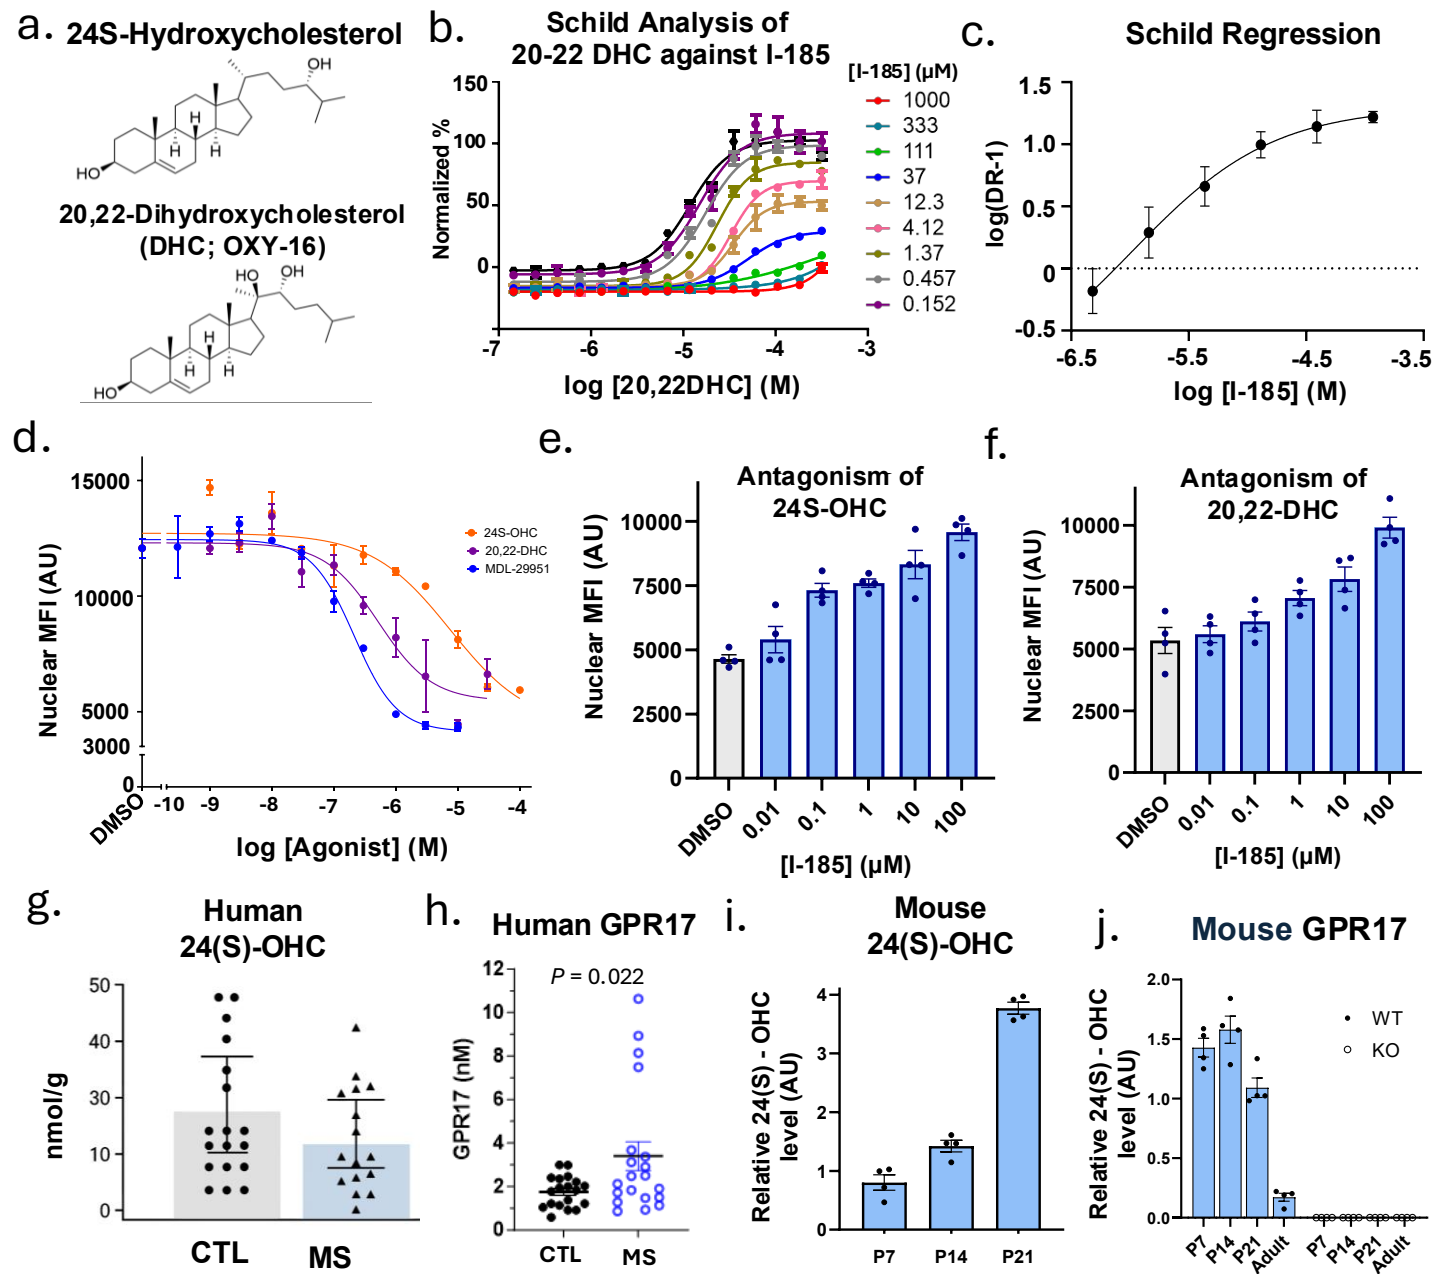 a.
24S-Hydroxycholesterol
OH
H
H
H
HO
20,22-Dihydroxycholesterol
(DHC; OXY-16)
HO
OH
H
H
H
HO
b.
Schild Analysis of
20-22 DHC against I-185
Normalized %
150
100
50
0
-7
-6
-5
-4
-3
log [20,22DHC] (M)
[I-185] (µM)
1000
333
111
37
12.3
4.12
1.37
0.457
0.152
c.
Schild Regression
log(DR-1)
1.5
1.0
0.5
0
-0.5
-6.5
-5.5
-4.5
-3.5
log [I-185] (M)
d.
Nuclear MFI (AU)
15000
10000
5000
3000
0
DMSO
-10
-9
-8
-7
-6
-5
-4
log [Agonist] (M)
24S-OHC
20,22-DHC
MDL-29951
e.
Antagonism of
24S-OHC
Nuclear MFI (AU)
10000
7500
5000
2500
0
DMSO
0.01
0.1
1
10
100
[I-185] (µM)
f.
Antagonism of
20,22-DHC
Nuclear MFI (AU)
10000
7500
5000
2500
0
DMSO
0.01
0.1
1
10
100
[I-185] (µM)
g.
Human
24(S)-OHC
nmol/g
50
40
30
10
0
CTL
MS
h.
Human GPR17
P = 0.022
GPR17 (nM)
12
10
8
6
4
2
0
CTL
MS
i.
Mouse
24(S)-OHC
Relative 24(S) - OHC
level (AU)
4
3
2
1
0
P7
P14
P21
j.
Mouse GPR17
Relative 24(S) - OHC
level (AU)
2.0
1.5
1.0
0.5
0.0
WT
KO
P7
P14
P21
Adult
P7
P14
P21
Adult